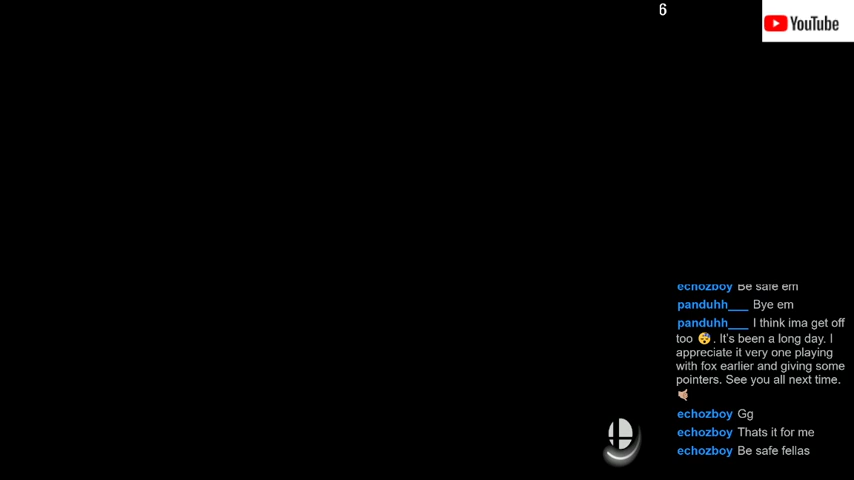 6
YouTube
echozboy Be safe em
panduhh___ Bye em
panduhh___ I think ima get off
too 😴. It's been a long day. I
appreciate it very one playing
with fox earlier and giving some
pointers. See you all next time.
🤙🏼
echozboy Gg
echozboy Thats it for me
echozboy Be safe fellas